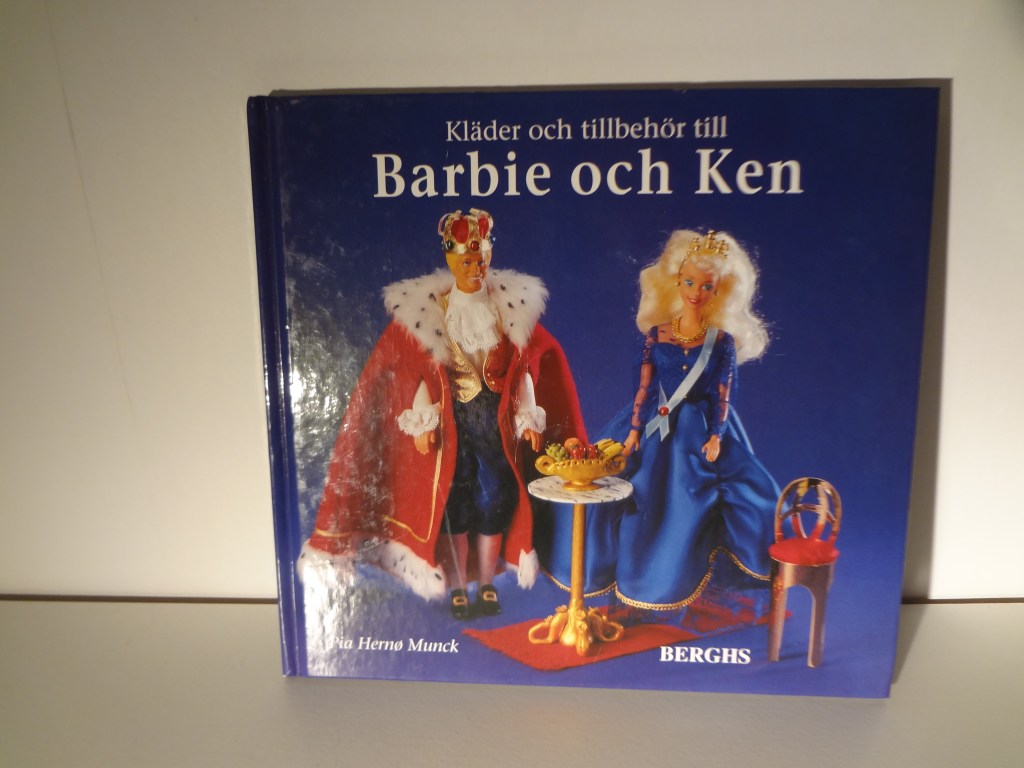 Kläder och tillbehör till
Barbie och Ken
Pia Hernø Munck
BERGHS